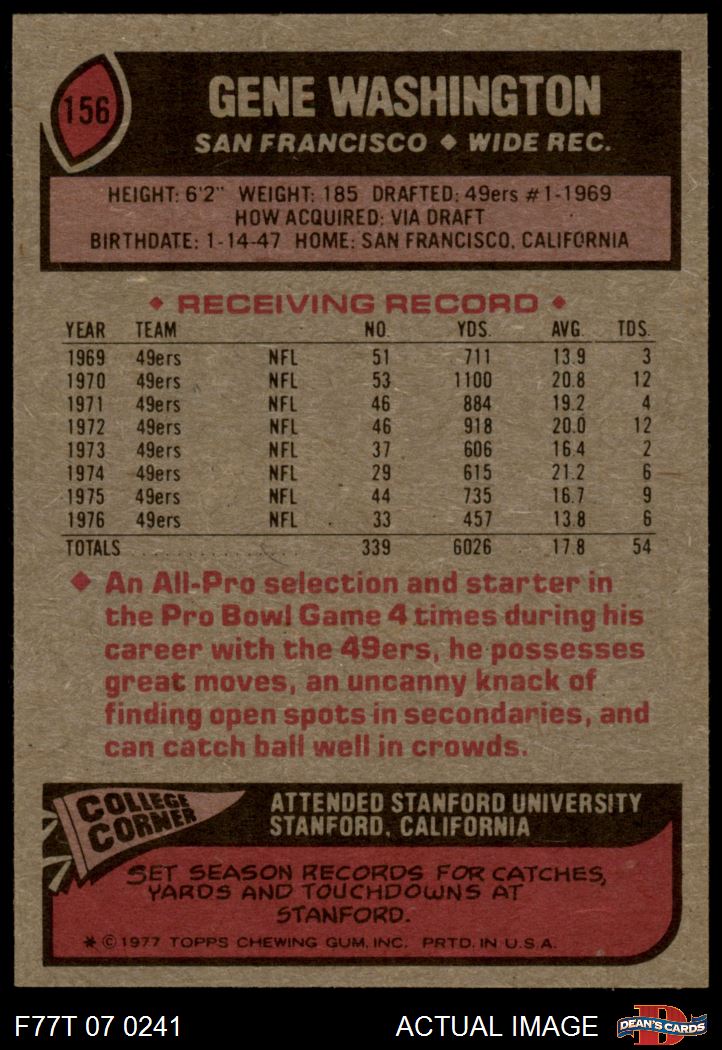 156
GENE WASHINGTON
SAN FRANCISCO ◆ WIDE REC.
HEIGHT: 6'2" WEIGHT: 185 DRAFTED: 49ers #1-1969
HOW ACQUIRED: VIA DRAFT
BIRTHDATE: 1-14-47 HOME: SAN FRANCISCO, CALIFORNIA
◆ RECEIVING RECORD ◆
YEAR TEAM NO. YDS. AVG. TDS.
1969 49ers NFL 51 711 13.9 3
1970 49ers NFL 53 1100 20.8 12
1971 49ers NFL 46 884 19.2 4
1972 49ers NFL 46 918 20.0 12
1973 49ers NFL 37 606 16.4 2
1974 49ers NFL 29 615 21.2 6
1975 49ers NFL 44 735 16.7 9
1976 49ers NFL 33 457 13.8 6
TOTALS . . . . . . . . . . . . . . . . 339 6026 17.8 54
◆ An All-Pro selection and starter in
the Pro Bowl Game 4 times during his
career with the 49ers, he possesses
great moves, an uncanny knack of
finding open spots in secondaries, and
can catch ball well in crowds.
COLLEGE
CORNER
ATTENDED STANFORD UNIVERSITY
STANFORD, CALIFORNIA
SET SEASON RECORDS FOR CATCHES,
YARDS AND TOUCHDOWNS AT
STANFORD.
* © 1977 TOPPS CHEWING GUM, INC. PRTD. IN U.S.A.
F77T 07 0241 ACTUAL IMAGE
D
DEAN'S CARDS